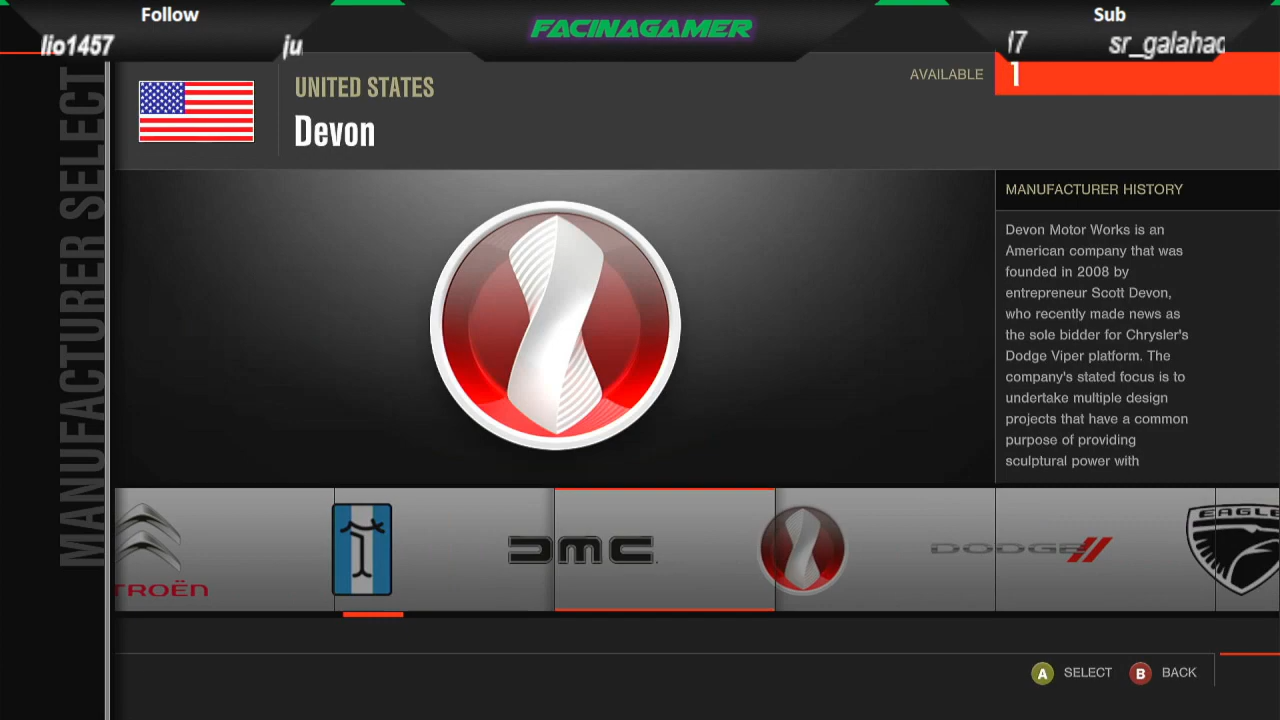 Follow
FACINAGAMER
Sub
lio1457
ju
17
sr_galahac
MANUFACTURER SELECT
UNITED STATES
Devon
AVAILABLE
1
MANUFACTURER HISTORY
Devon Motor Works is an
American company that was
founded in 2008 by
entrepreneur Scott Devon,
who recently made news as
the sole bidder for Chrysler's
Dodge Viper platform. The
company's stated focus is to
undertake multiple design
projects that have a common
purpose of providing
sculptural power with
TROËN
DMC
DODGE
EAGLE
A SELECT B BACK